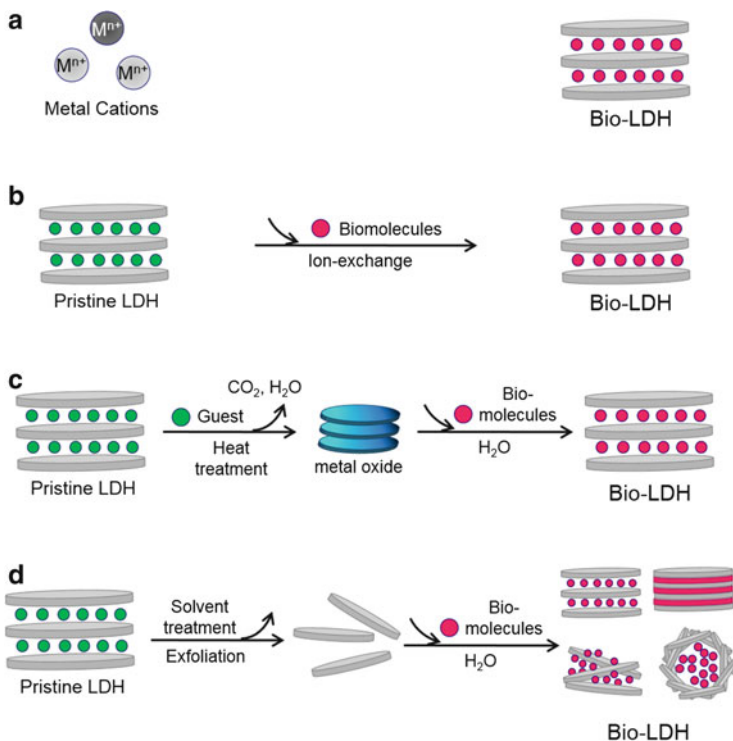 a
Mⁿ⁺
Mⁿ⁺
Mⁿ⁺
Metal Cations
Bio-LDH
b
Pristine LDH
Biomolecules
Ion-exchange
Bio-LDH
c
Pristine LDH
CO₂, H₂O
Guest
Heat
treatment
metal oxide
Bio-
molecules
H₂O
Bio-LDH
d
Pristine LDH
Solvent
treatment
Exfoliation
Bio-
molecules
H₂O
Bio-LDH